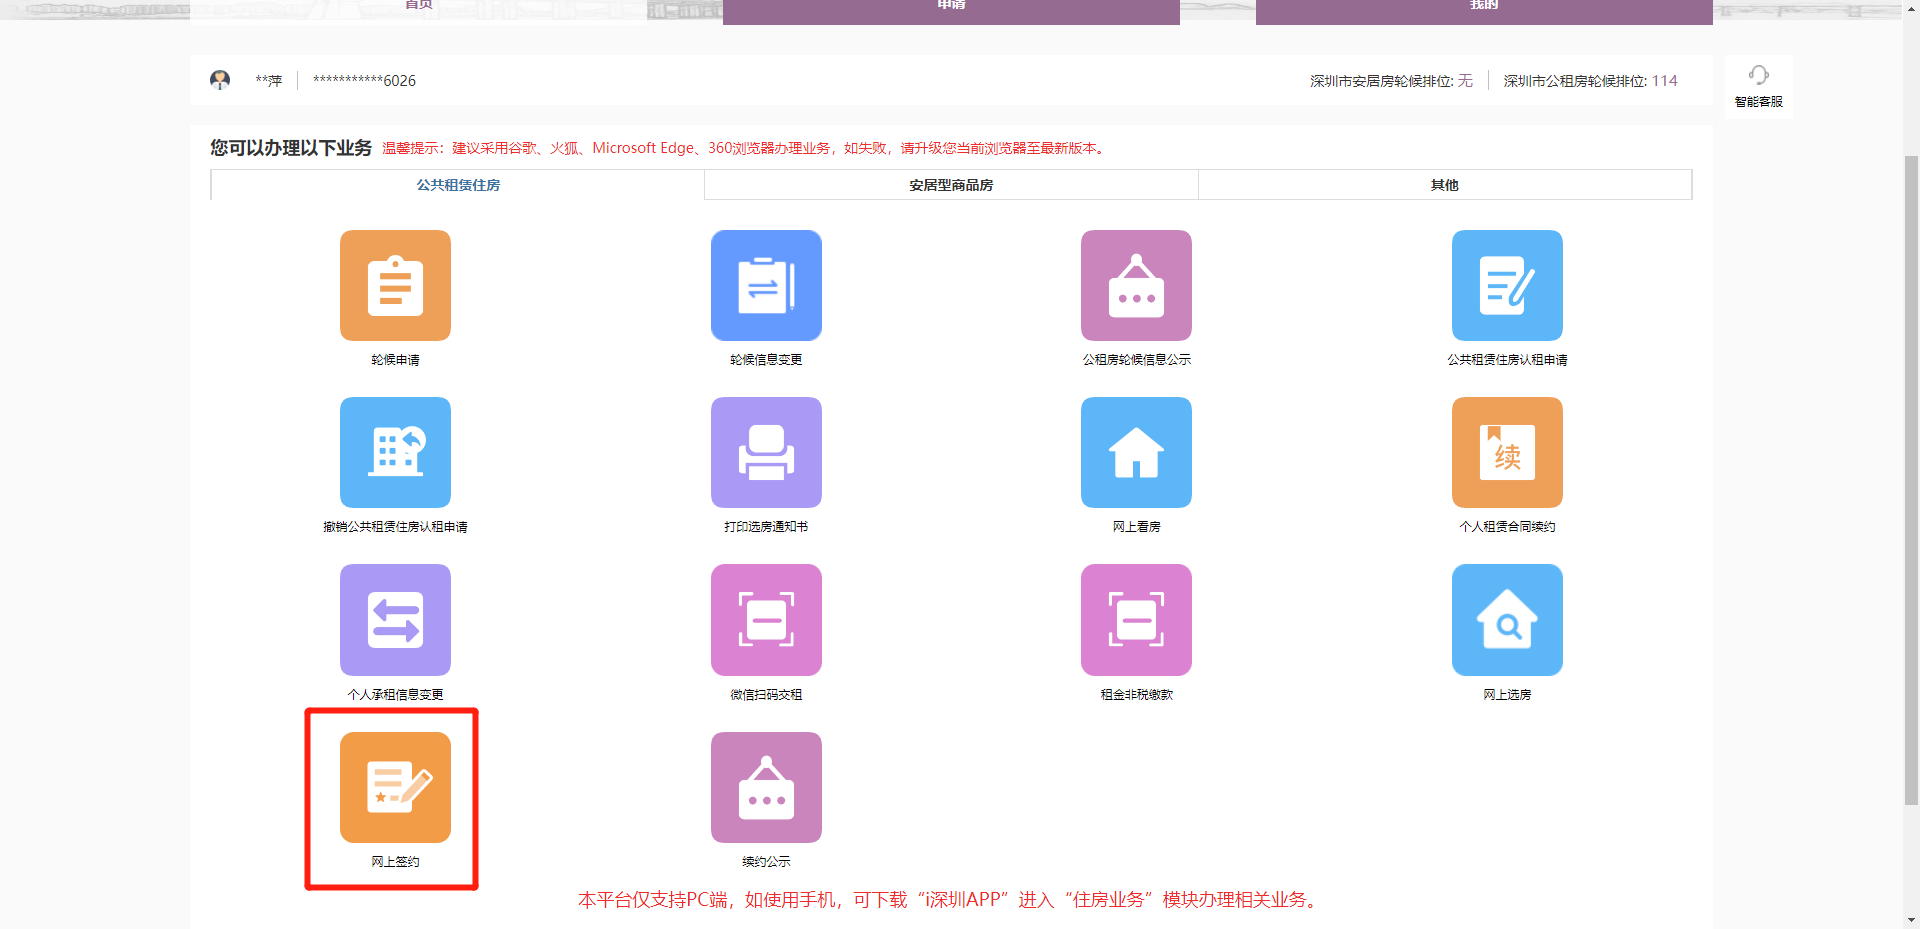 首页
申请
我的
**萍
***********6026
深圳市安居房轮候排位: 无
深圳市公租房轮候排位: 114
智能客服
您可以办理以下业务 温馨提示：建议采用谷歌、火狐、Microsoft Edge、360浏览器办理业务，如失败，请升级您当前浏览器至最新版本。
公共租赁住房
安居型商品房
其他
轮候申请
轮候信息变更
公租房轮候信息公示
公共租赁住房认租申请
续
撤销公共租赁住房认租申请
打印选房通知书
网上看房
个人租赁合同续约
个人承租信息变更
微信扫码交租
租金非税缴款
网上选房
网上签约
续约公示
本平台仅支持PC端，如使用手机，可下载“i深圳APP”进入“住房业务”模块办理相关业务。